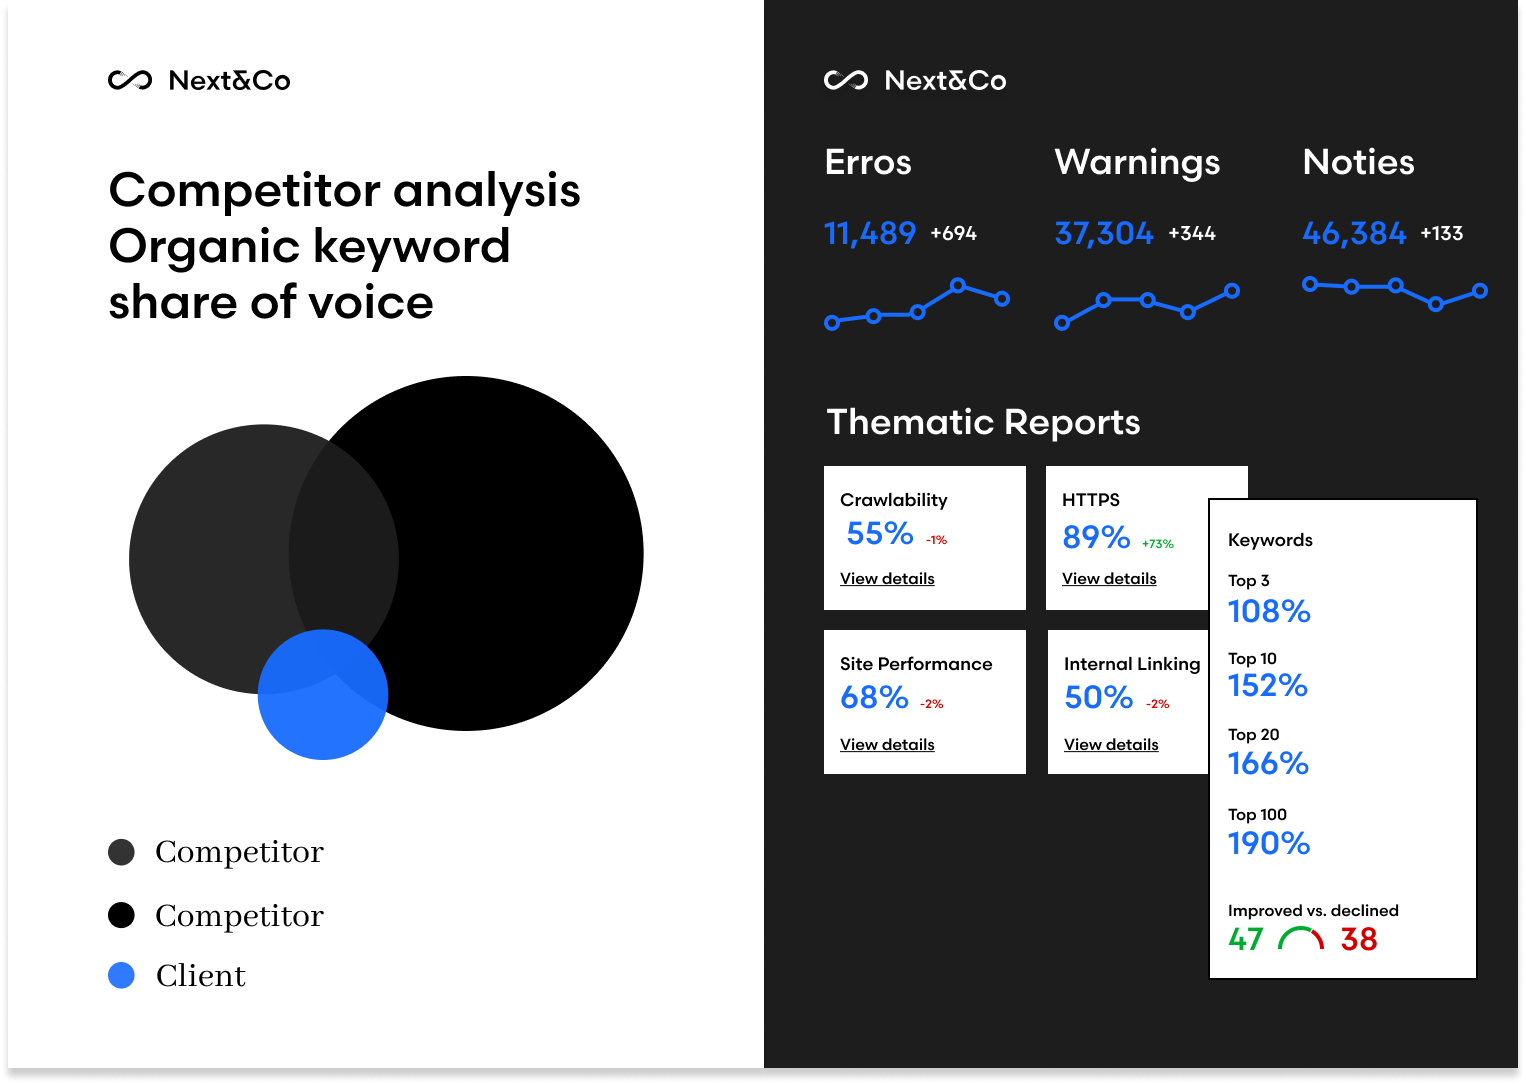 Next&Co
Competitor analysis
Organic keyword
share of voice
Competitor
Competitor
Client
Next&Co
Erros
11,489 +694
Warnings
37,304 +344
Noties
46,384 +133
Thematic Reports
Crawlability
55% -1%
View details
HTTPS
89% +73%
View details
Site Performance
68% -2%
View details
Internal Linking
50% -2%
View details
Keywords
Top 3
108%
Top 10
152%
Top 20
166%
Top 100
190%
Improved vs. declined
47 38